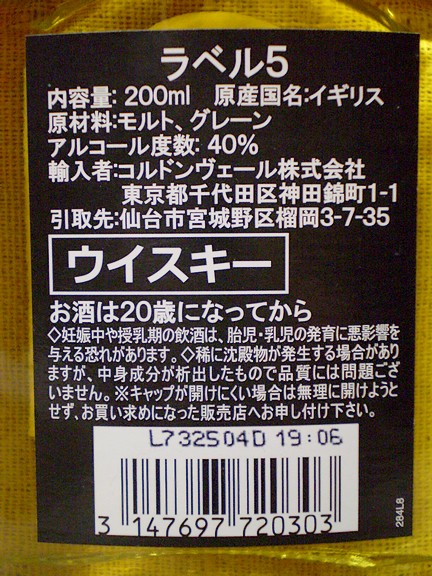 ラベル5
内容量: 200ml 原産国名:イギリス
原材料:モルト、グレーン
アルコール度数: 40%
輸入者:コルドンヴェール株式会社
東京都千代田区神田錦町1-1
引取先:仙台市宮城野区榴岡3-7-35
ウイスキー
お酒は20歳になってから
◇妊娠中や授乳期の飲酒は、胎児・乳児の発育に悪影響を
与える恐れがあります。◇稀に沈殿物が発生する場合があり
ますが、中身成分が析出したもので品質には問題ござ
いません。※キャップが開けにくい場合は無理に開けようと
せず、お買い求めになった販売店へお申し付け下さい。
L732504D 19:06
3 147697 720303
284L8